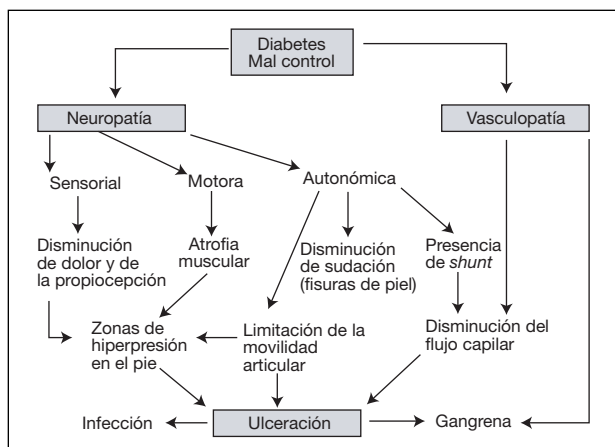 Diabetes
Mal control
Neuropatía
Vasculopatía
Sensorial
Motora
Autonómica
Disminución
de dolor y de
la propiocepción
Atrofia
muscular
Disminución
de sudación
(fisuras de piel)
Presencia
de shunt
Zonas de
hiperpresión
en el pie
Limitación de la
movilidad
articular
Disminución del
flujo capilar
Infección
Ulceración
Gangrena